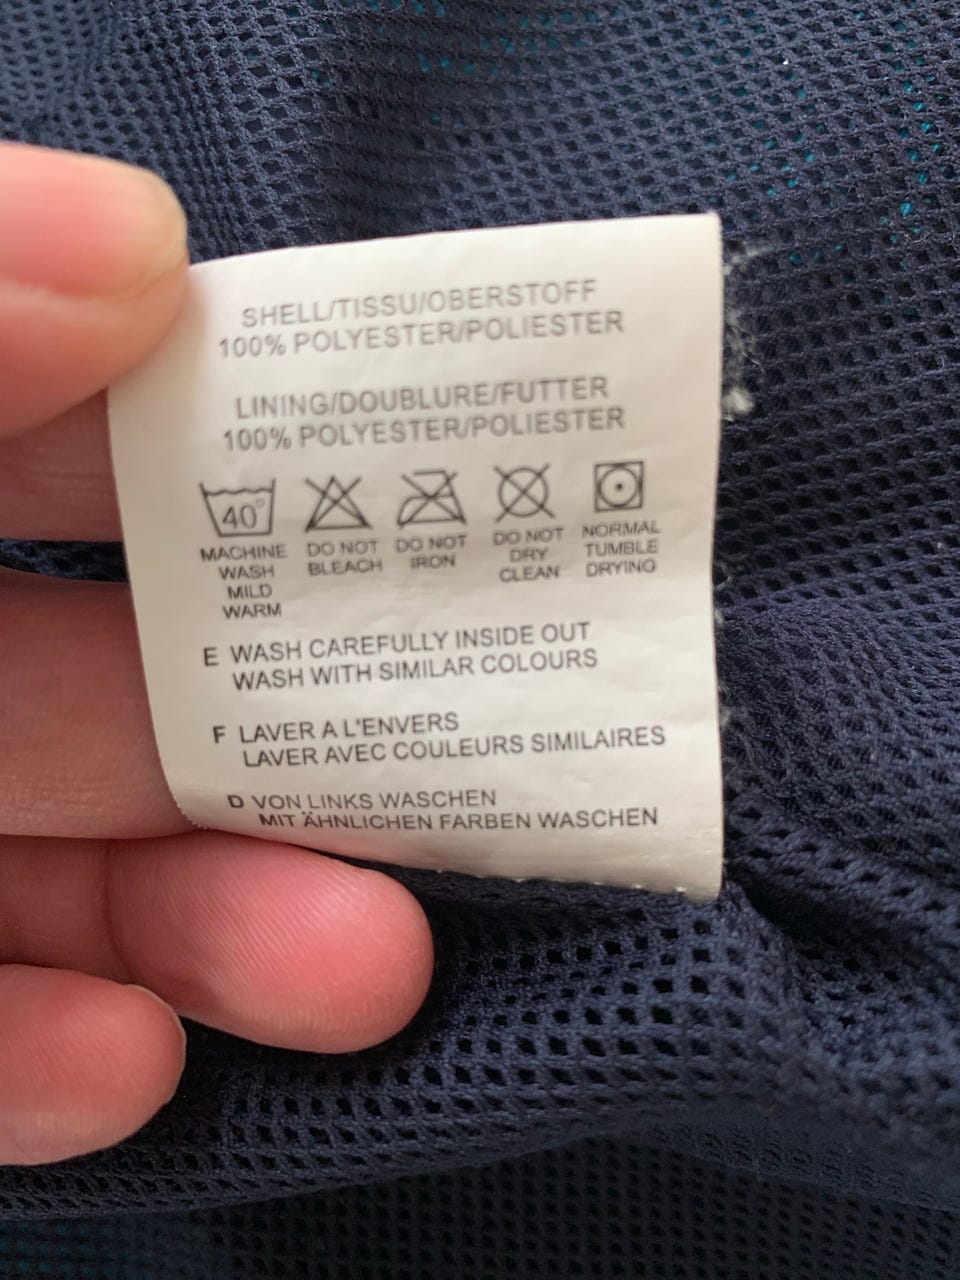 SHELL/TISSU/OBERSTOFF
100% POLYESTER/POLIESTER
LINING/DOUBLURE/FUTTER
100% POLYESTER/POLIESTER
40°
MACHINE
WASH
MILD
WARM
DO NOT
BLEACH
DO NOT
IRON
DO NOT
DRY
CLEAN
NORMAL
TUMBLE
DRYING
E WASH CAREFULLY INSIDE OUT
WASH WITH SIMILAR COLOURS
F LAVER A L'ENVERS
LAVER AVEC COULEURS SIMILAIRES
D VON LINKS WASCHEN
MIT ÄHNLICHEN FARBEN WASCHEN